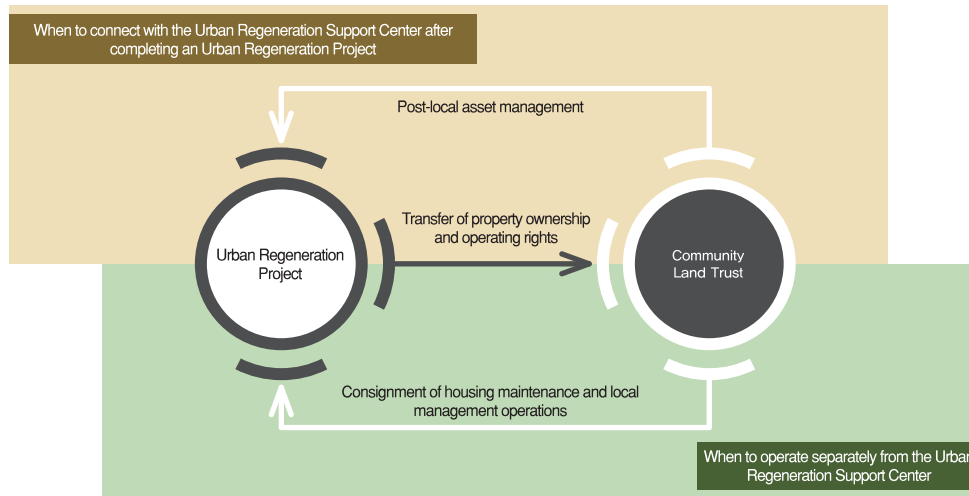 When to connect with the Urban Regeneration Support Center after
completing an Urban Regeneration Project
Post-local asset management
Transfer of property ownership
and operating rights
Urban Regeneration
Project
Community
Land Trust
Consignment of housing maintenance and local
management operations
When to operate separately from the Urban
Regeneration Support Center